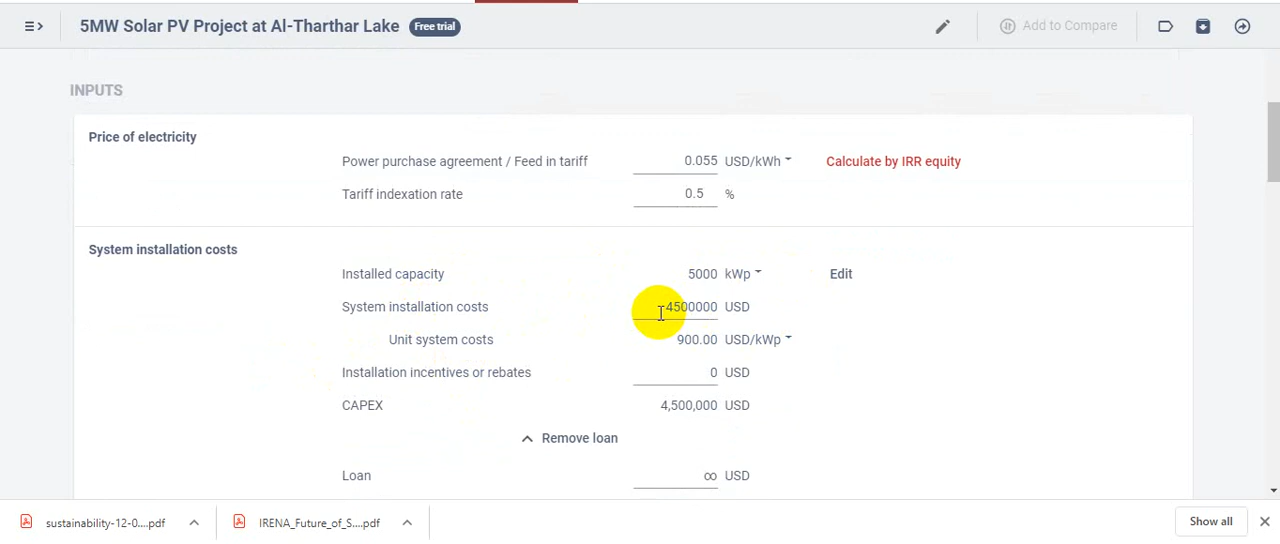 5MW Solar PV Project at Al-Tharthar Lake Free trial Add to Compare
INPUTS
Price of electricity
Power purchase agreement / Feed in tariff 0.055 USD/kWh Calculate by IRR equity
Tariff indexation rate 0.5 %
System installation costs
Installed capacity 5000 kWp Edit
System installation costs 4500000 USD
Unit system costs 900.00 USD/kWp
Installation incentives or rebates 0 USD
CAPEX 4,500,000 USD
Remove loan
Loan ∞ USD
sustainability-12-0....pdf IRENA_Future_of_S....pdf Show all